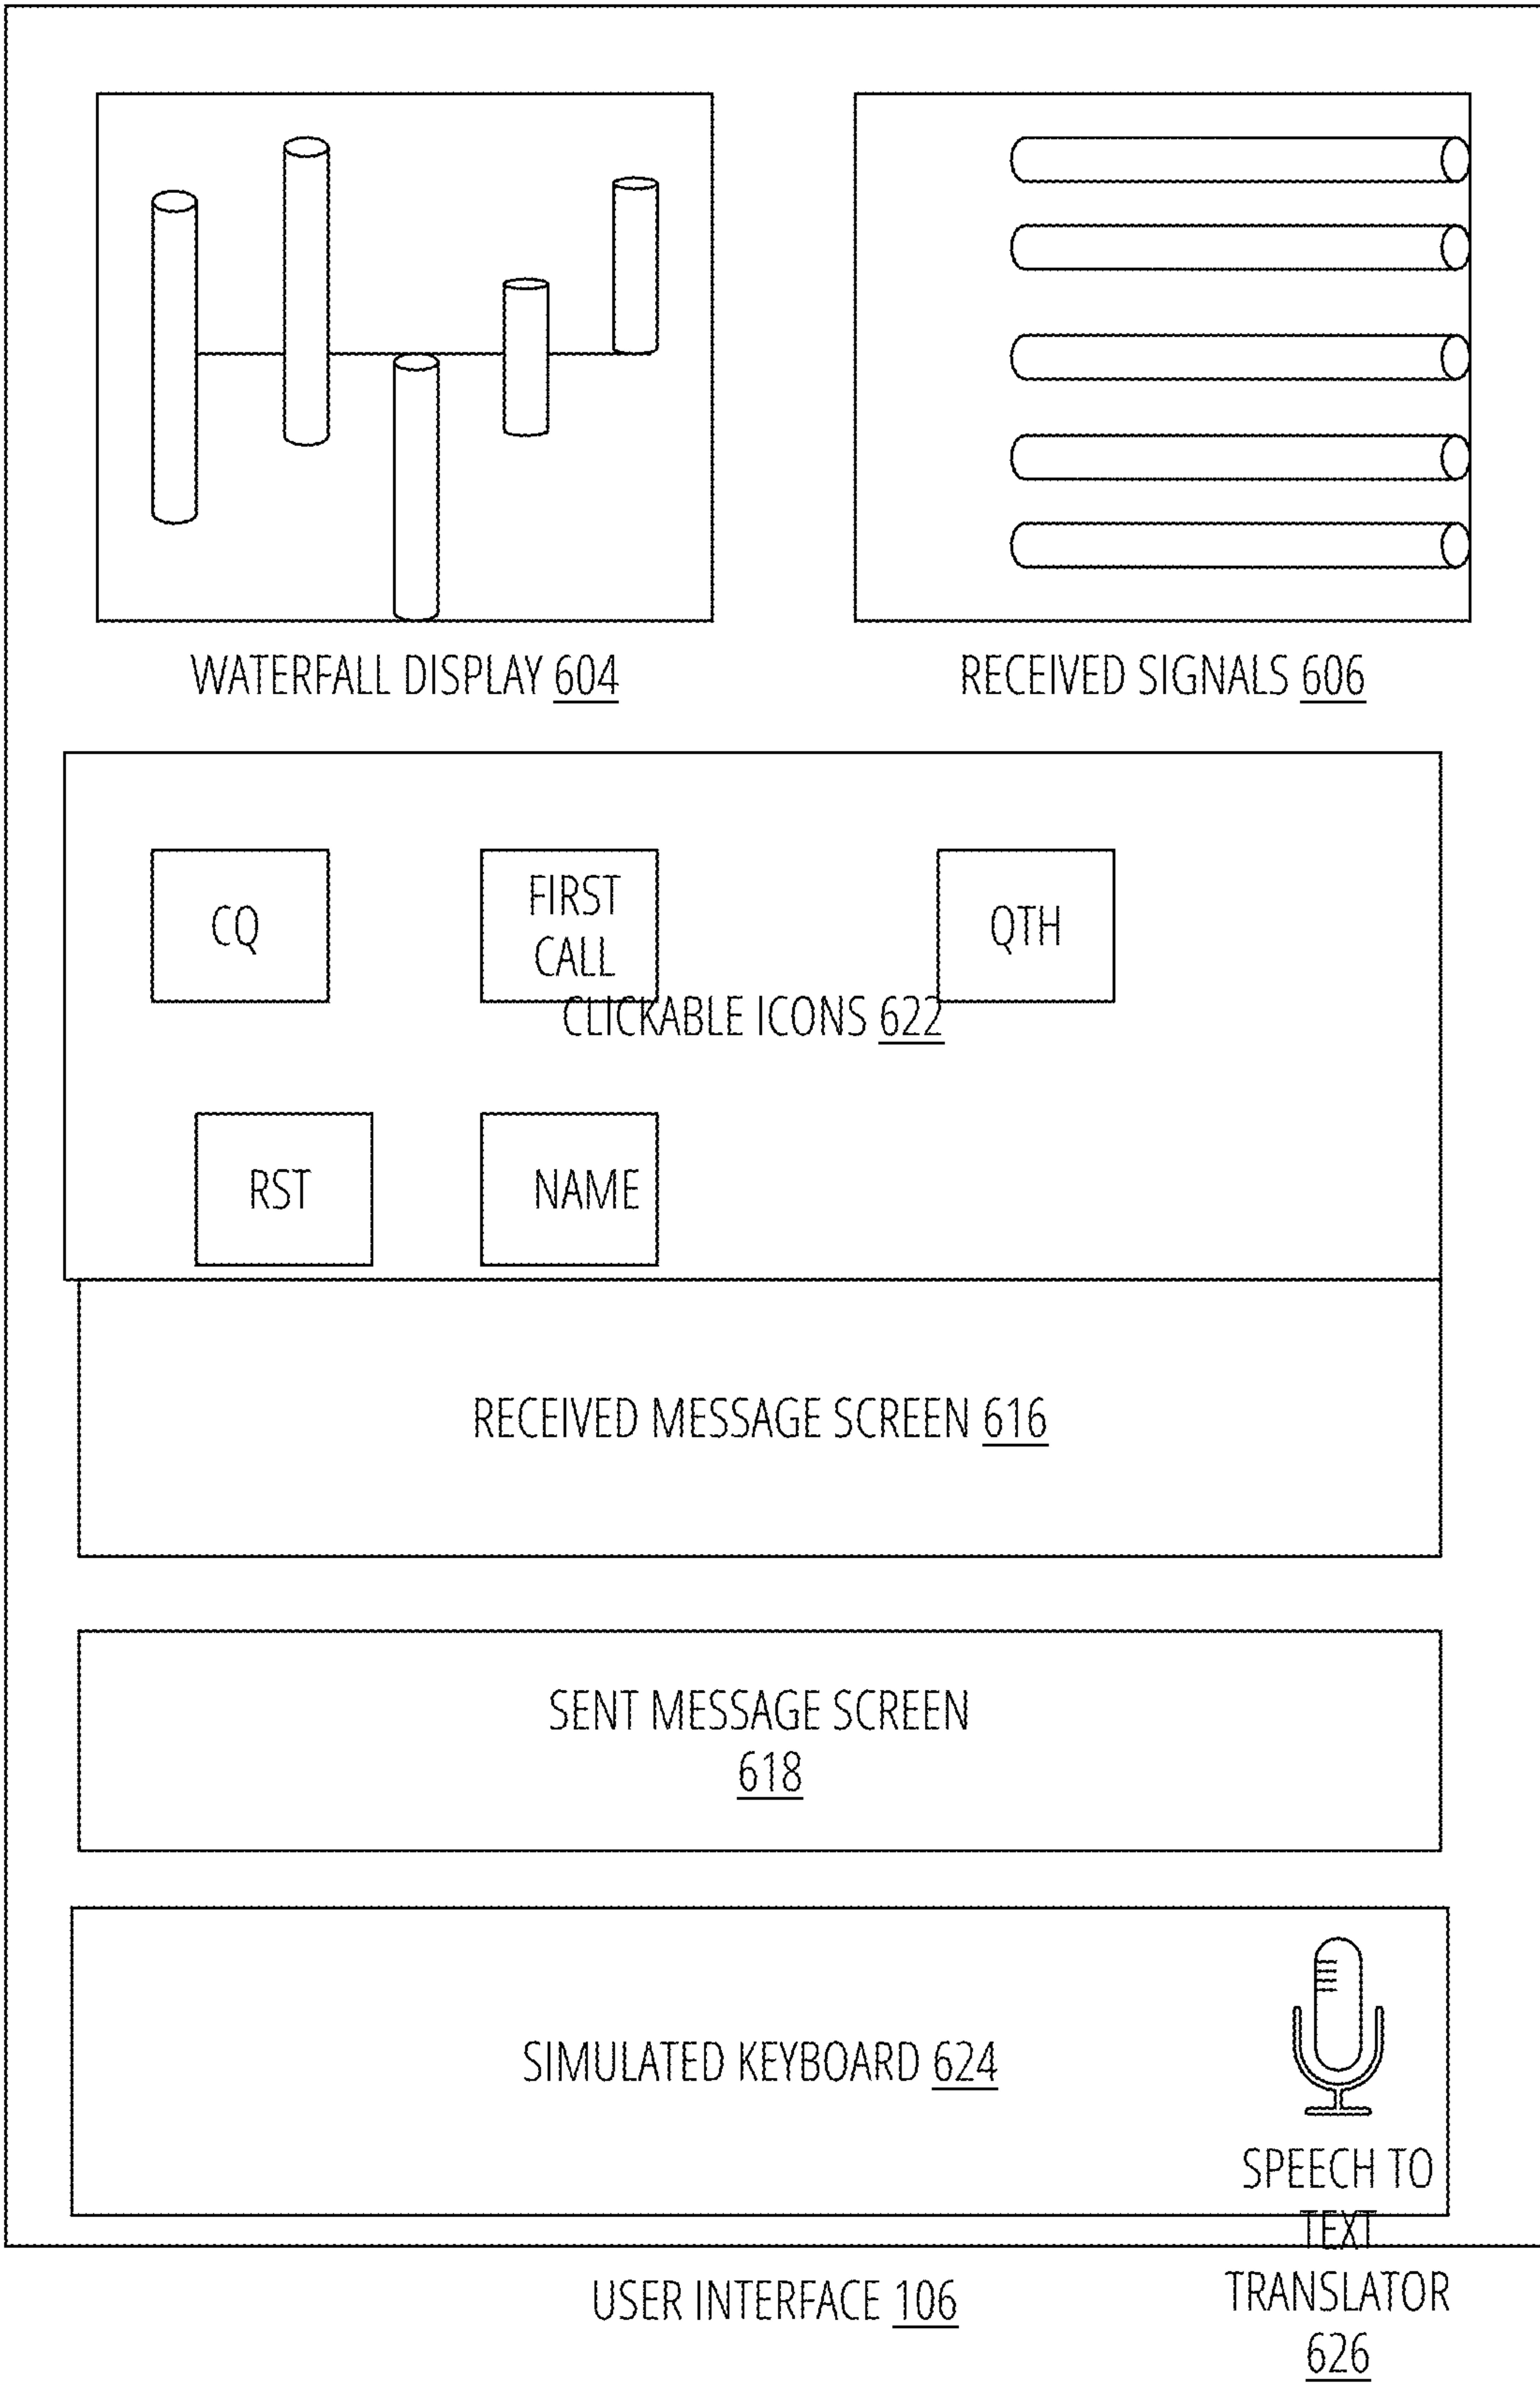 WATERFALL DISPLAY 604
RECEIVED SIGNALS 606
CQ
FIRST
CALL
QTH
CLICKABLE ICONS 622
RST
NAME
RECEIVED MESSAGE SCREEN 616
SENT MESSAGE SCREEN
618
SIMULATED KEYBOARD 624
SPEECH TO
TEXT
TRANSLATOR
626
USER INTERFACE 106